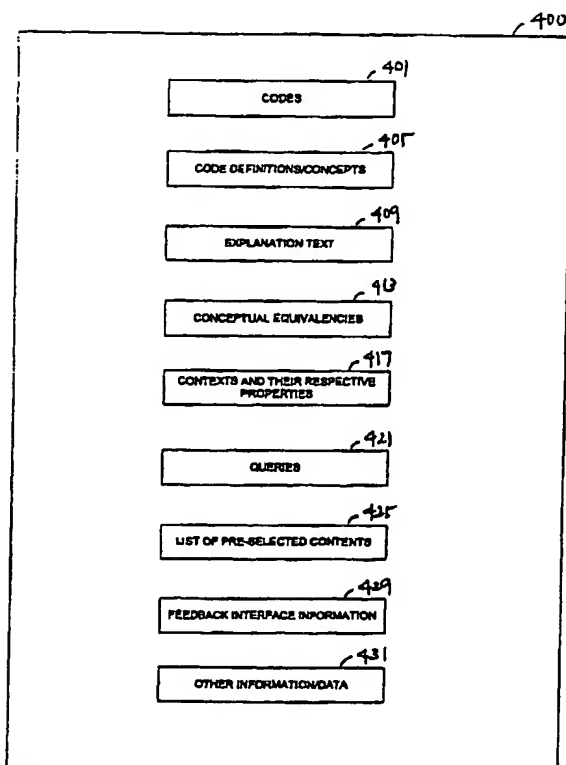 400
401
CODES
405
CODE DEFINITIONS/CONCEPTS
409
EXPLANATION TEXT
413
CONCEPTUAL EQUIVALENCIES
417
CONTEXTS AND THEIR RESPECTIVE
PROPERTIES
421
QUERIES
425
LIST OF PRE-SELECTED CONTENTS
429
FEEDBACK INTERFACE INFORMATION
431
OTHER INFORMATION/DATA